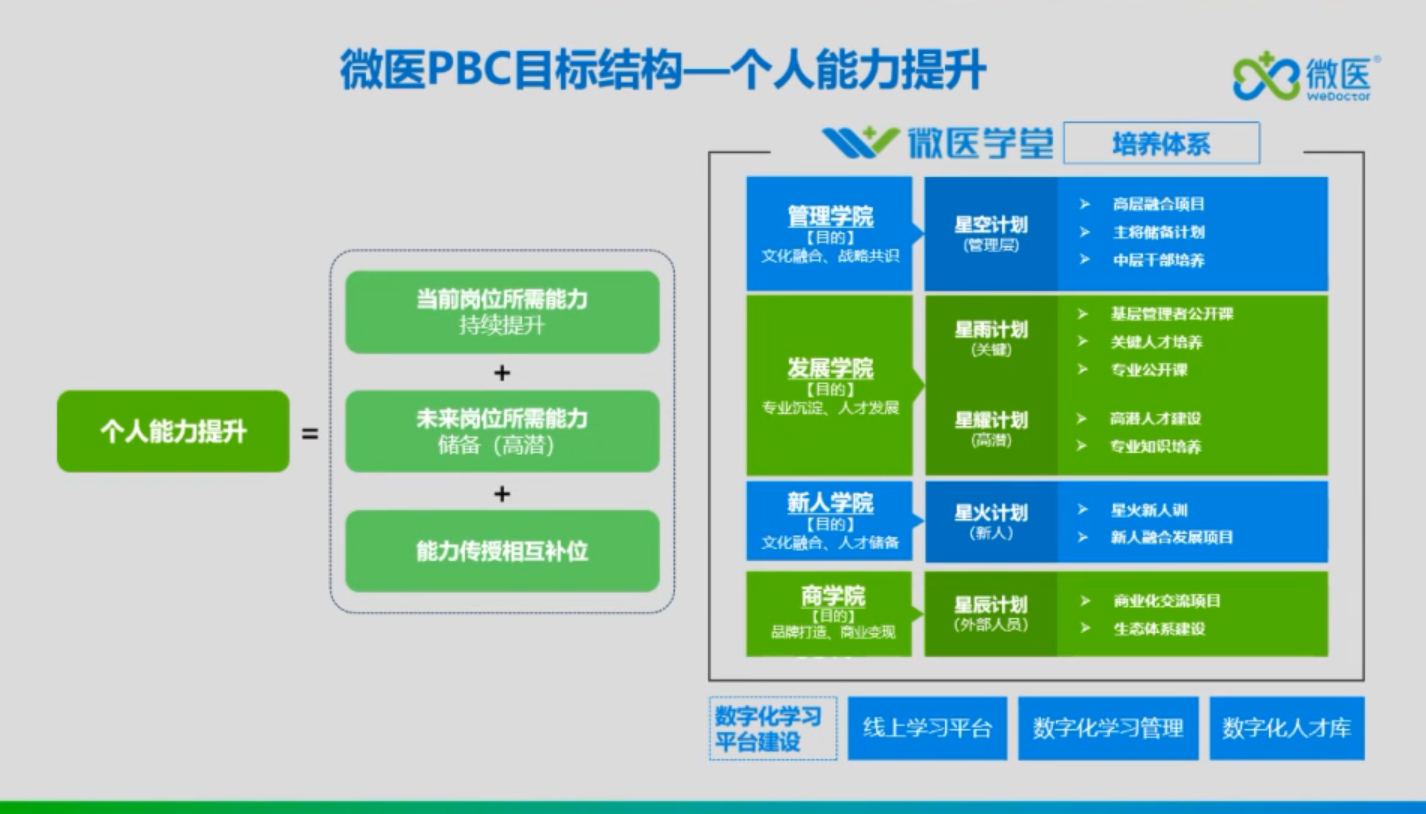 微医PBC目标结构—个人能力提升
微医®
WeDoctor
微医学堂
培养体系
个人能力提升
=
当前岗位所需能力
持续提升
+
未来岗位所需能力
储备（高潜）
+
能力传授相互补位
管理学院
【目的】
文化融合、战略共识
星空计划
(管理层)
➢ 高层融合项目
➢ 主将储备计划
➢ 中层干部培养
发展学院
【目的】
专业沉淀、人才发展
星雨计划
(关键)
➢ 基层管理者公开课
➢ 关键人才培养
➢ 专业公开课
星耀计划
(高潜)
➢ 高潜人才建设
➢ 专业知识培养
新人学院
【目的】
文化融合、人才储备
星火计划
(新人)
➢ 星火新人训
➢ 新人融合发展项目
商学院
【目的】
品牌打造、商业变现
星辰计划
(外部人员)
➢ 商业化交流项目
➢ 生态体系建设
数字化学习
平台建设
线上学习平台
数字化学习管理
数字化人才库